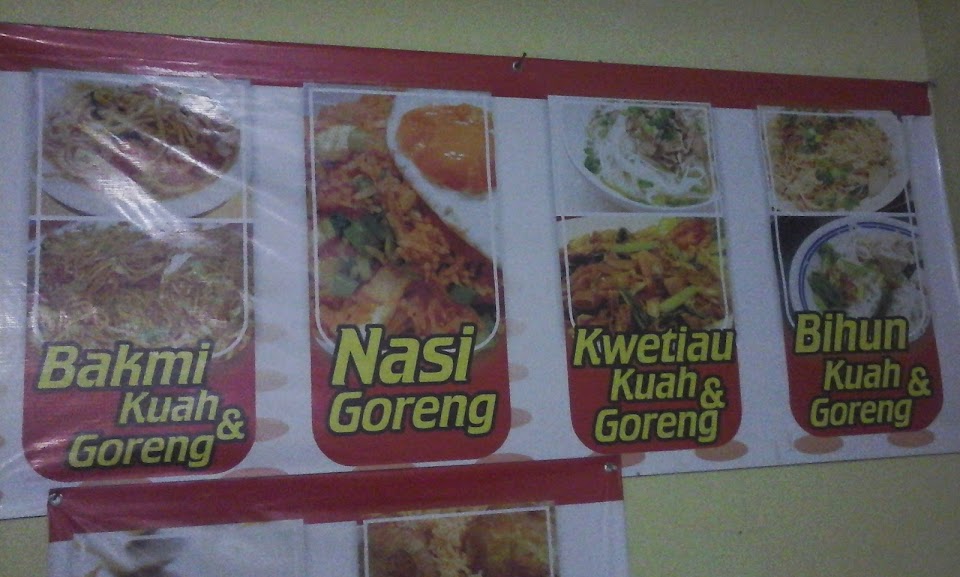 Bakmi
Kuah &
Goreng
Nasi
Goreng
Kwetiau
Kuah &
Goreng
Bihun
Kuah &
Goreng